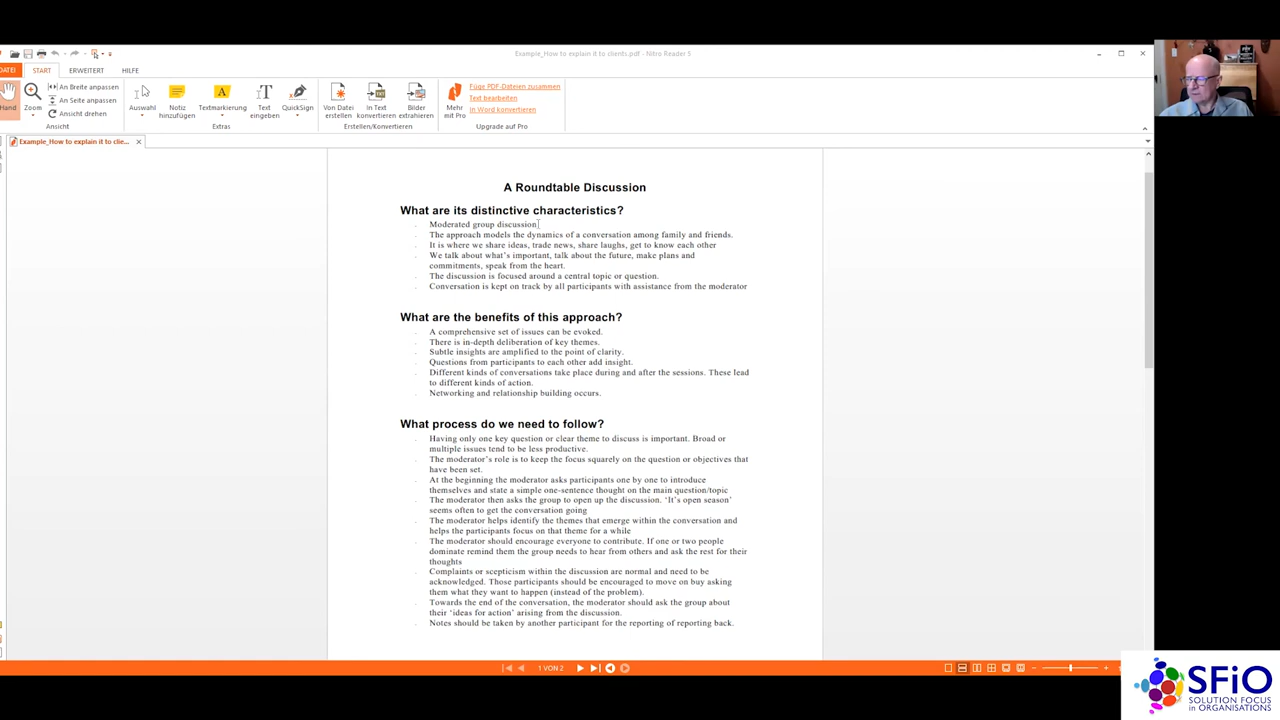 Example_How to explain it to clients.pdf - Nitro Reader 5
DATEI START ERWEITERT HILFE
Hand
Zoom
An Breite anpassen
An Seite anpassen
Ansicht drehen
Ansicht
Auswahl
Notiz hinzufügen
Textmarkierung
Text eingeben
QuickSign
Extras
Von Datei erstellen
In Text konvertieren
Bilder extrahieren
Erstellen/Konvertieren
Mehr mit Pro
Füge PDF-Dateien zusammen
Text bearbeiten
in Word konvertieren
Upgrade auf Pro
Example_How to explain it to clie...
A Roundtable Discussion
What are its distinctive characteristics?
Moderated group discussion
The approach models the dynamics of a conversation among family and friends.
It is where we share ideas, trade news, share laughs, get to know each other
We talk about what's important, talk about the future, make plans and
commitments, speak from the heart.
The discussion is focused around a central topic or question.
Conversation is kept on track by all participants with assistance from the moderator
What are the benefits of this approach?
A comprehensive set of issues can be evoked.
There is in-depth deliberation of key themes.
Subtle insights are amplified to the point of clarity.
Questions from participants to each other add insight.
Different kinds of conversations take place during and after the sessions. These lead
to different kinds of action.
Networking and relationship building occurs.
What process do we need to follow?
Having only one key question or clear theme to discuss is important. Broad or
multiple issues tend to be less productive.
The moderator's role is to keep the focus squarely on the question or objectives that
have been set.
At the beginning the moderator asks participants one by one to introduce
themselves and state a simple one-sentence thought on the main question/topic
The moderator then asks the group to open up the discussion. 'It's open season'
seems often to get the conversation going
The moderator helps identify the themes that emerge within the conversation and
helps the participants focus on that theme for a while
The moderator should encourage everyone to contribute. If one or two people
dominate remind them the group needs to hear from others and ask the rest for their
thoughts
Complaints or scepticism within the discussion are normal and need to be
acknowledged. Those participants should be encouraged to move on buy asking
them what they want to happen (instead of the problem).
Towards the end of the conversation, the moderator should ask the group about
their 'ideas for action' arising from the discussion.
Notes should be taken by another participant for the reporting of reporting back.
1 VON 2
SFiO
SOLUTION FOCUS
in ORGANISATIONS